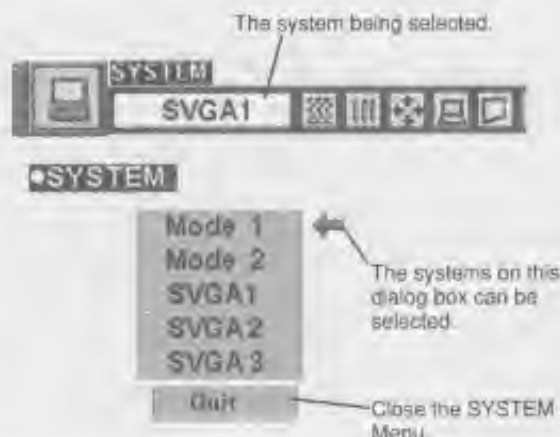 The system being selected.
SYSTEM
SVGA1
SYSTEM
Mode 1
Mode 2
SVGA1
SVGA2
SVGA3
The systems on this
dialog box can be
selected.
Quit
Close the SYSTEM
Menu.